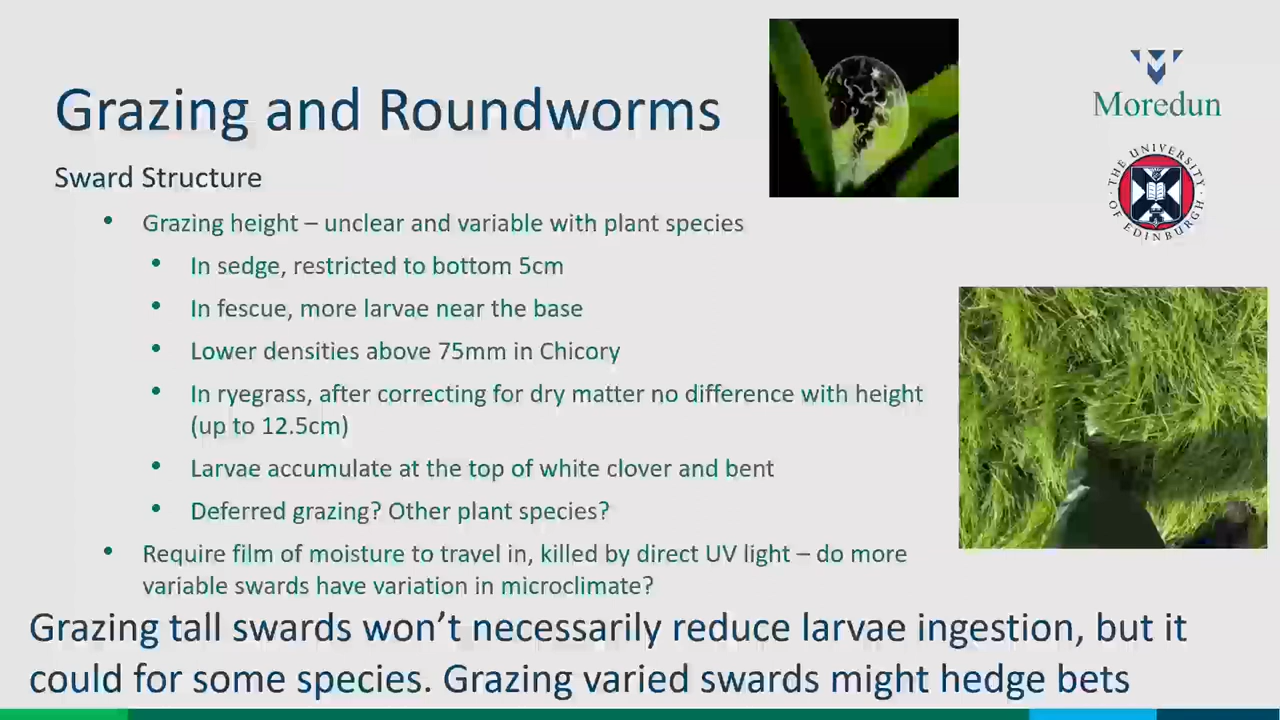 Grazing and Roundworms
Moredun
THE UNIVERSITY OF EDINBURGH
Sward Structure
• Grazing height – unclear and variable with plant species
• In sedge, restricted to bottom 5cm
• In fescue, more larvae near the base
• Lower densities above 75mm in Chicory
• In ryegrass, after correcting for dry matter no difference with height
(up to 12.5cm)
• Larvae accumulate at the top of white clover and bent
• Deferred grazing? Other plant species?
• Require film of moisture to travel in, killed by direct UV light – do more
variable swards have variation in microclimate?
Grazing tall swards won’t necessarily reduce larvae ingestion, but it
could for some species. Grazing varied swards might hedge bets